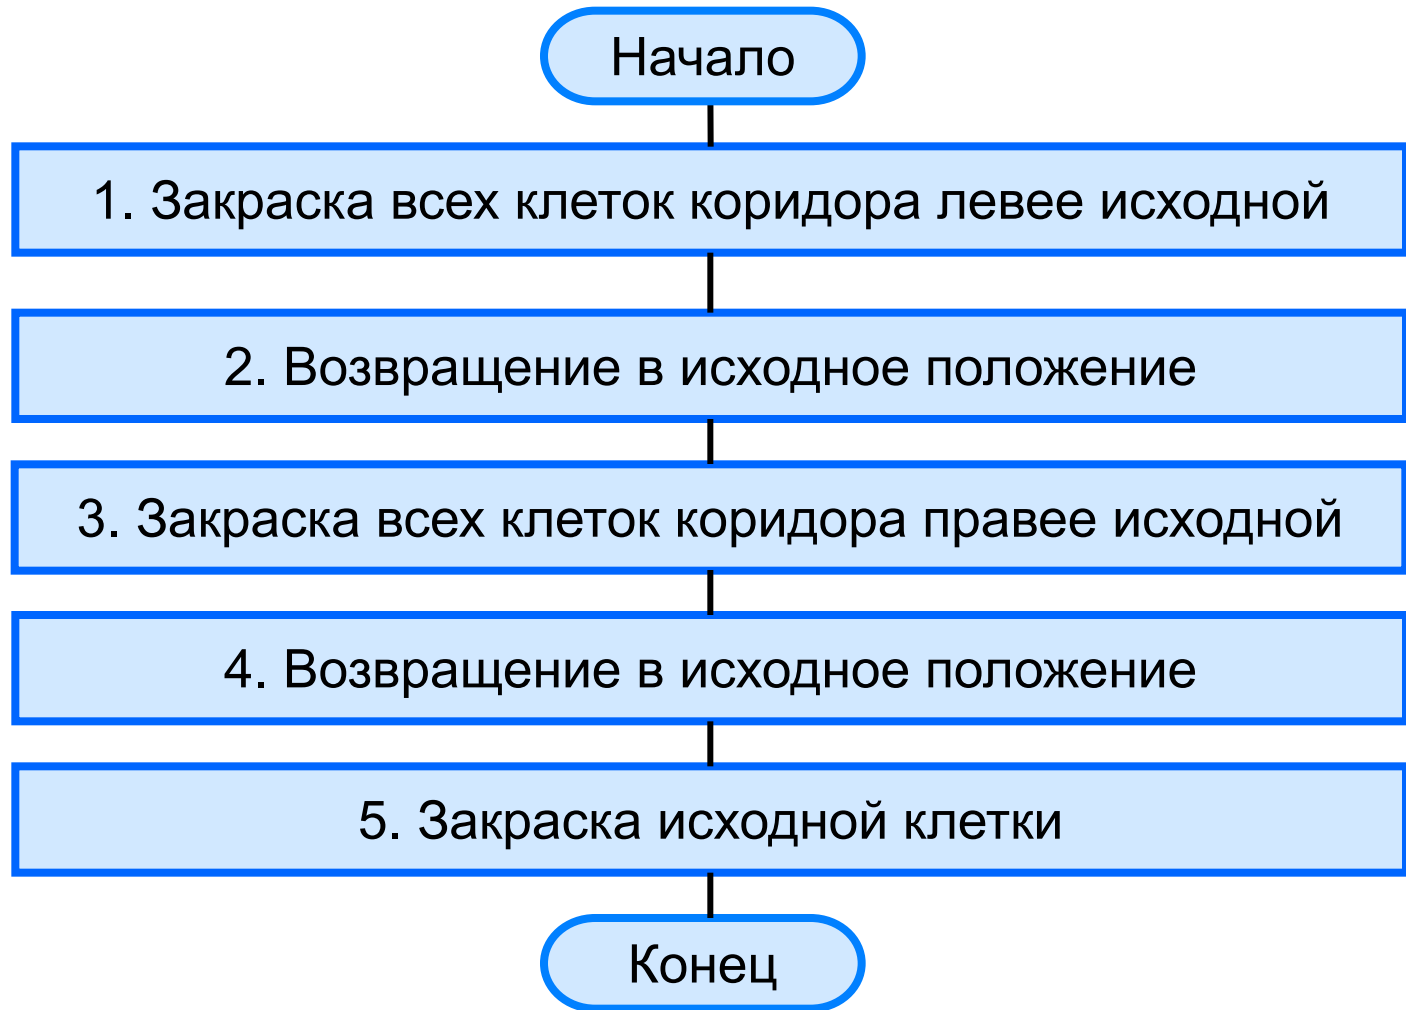 Начало
1. Закраска всех клеток коридора левее исходной
2. Возвращение в исходное положение
3. Закраска всех клеток коридора правее исходной
4. Возвращение в исходное положение
5. Закраска исходной клетки
Конец